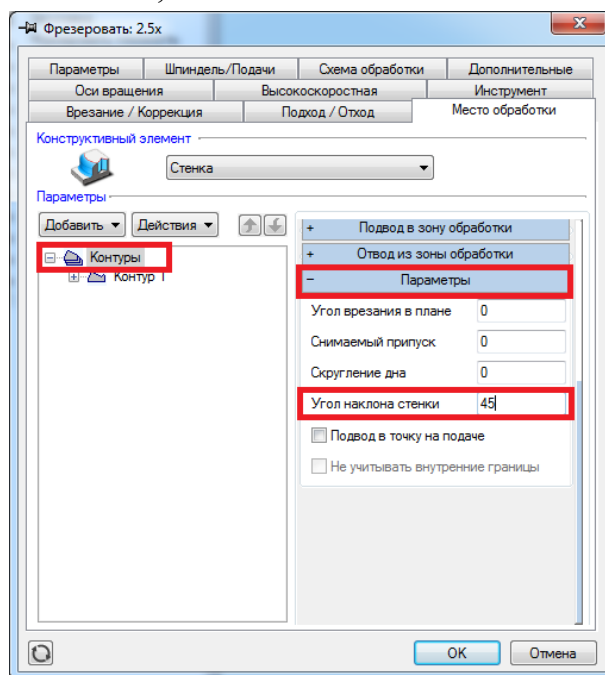 Фрезеровать: 2.5x
Параметры Шпиндель/Подачи Схема обработки Дополнительные
Оси вращения Высокоскоростная Инструмент
Врезание / Коррекция Подход / Отход Место обработки
Конструктивный элемент
Стенка
Параметры
Добавить Действия
Контуры
Контур 1
+ Подвод в зону обработки
+ Отвод из зоны обработки
- Параметры
Угол врезания в плане 0
Снимаемый припуск 0
Скругление дна 0
Угол наклона стенки 45
Подвод в точку на подаче
Не учитывать внутренние границы
OK Отмена